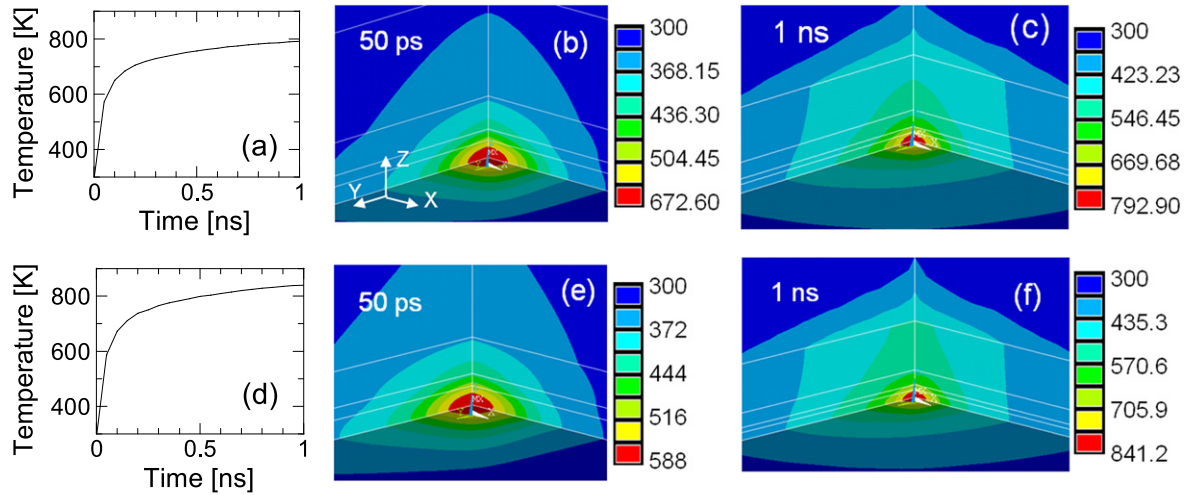 Temperature [K]
800
600
400
0
0.5
1
Time [ns]
(a)
50 ps
(b)
MX
Z
Y
X
300
368.15
436.30
504.45
672.60
1 ns
(c)
300
423.23
546.45
669.68
792.90
Temperature [K]
800
600
400
0
0.5
1
Time [ns]
(d)
50 ps
(e)
MX
300
372
444
516
588
1 ns
(f)
300
435.3
570.6
705.9
841.2